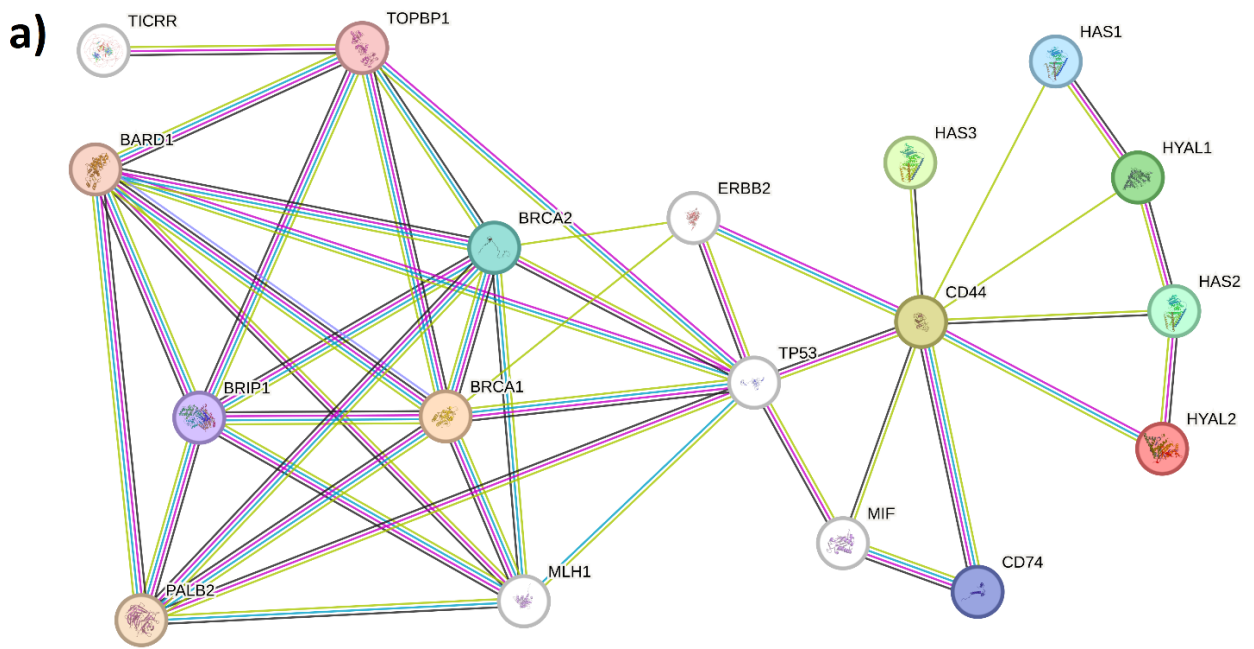 a)
TICRR
TOPBP1
HAS1
HAS3
BARD1
HYAL1
ERBB2
BRCA2
HAS2
CD44
TP53
BRIP1
BRCA1
HYAL2
MIF
CD74
MLH1
PALB2